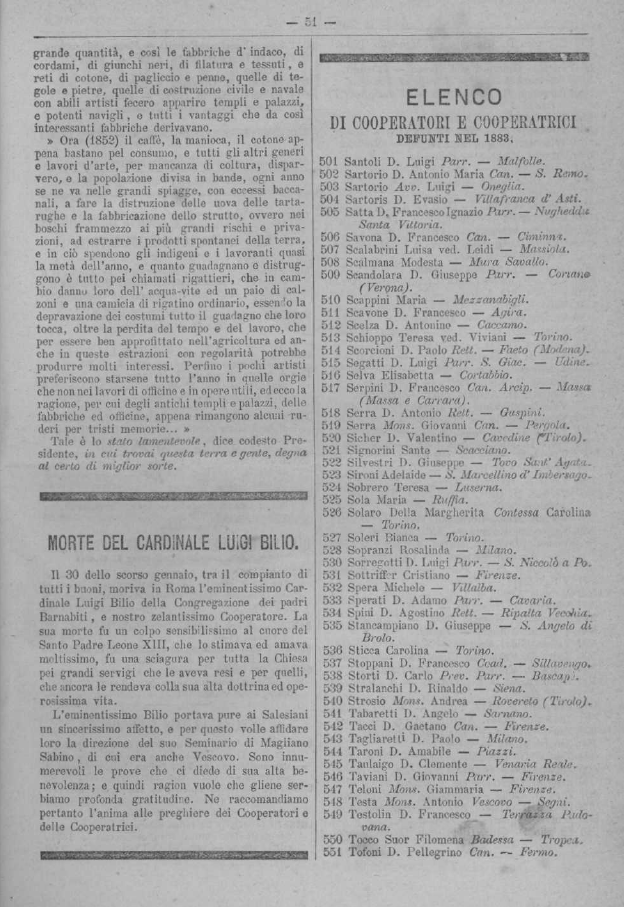 — 51 —
grande quantità, e così le fabbriche d' indaco, di
cordami, di giunchi neri, di filatura e tessuti, e
reti di cotone, di pagliccio e penne, quelle di te-
gole e pietre, quelle di costruzione civile e navale
con abili artisti fecero apparire templi e palazzi,
e potenti navigli, e tutti i vantaggi che da così
interessanti fabbriche derivavano.
» Ora (1852) il caffè, la manioca, il cotone ap-
pena bastano pel consumo, e tutti gli altri generi
e lavori d'arte, per mancanza di coltura, dispar-
vero, e la popolazione divisa in bande, ogni anno
se ne va nelle grandi spiagge, con eccessi bacca-
nali, a fare la distruzione delle uova delle tarta-
rughe e la fabbricazione dello strutto, ovvero nei
boschi frammezzo ai più grandi rischi e priva-
zioni, ad estrarre i prodotti spontanei della terra,
e in ciò spendono gli indigeni e i lavoranti quasi
la metà dell'anno, e quanto guadagnano e distrug-
gono è tutto pei chiamati rigattieri, che in cam-
bio danno loro dell' acqua-vite ed un paio di cal-
zoni e una camicia di rigatino ordinario, essendo la
depravazione dei costumi tutto il guadagno che loro
tocca, oltre la perdita del tempo e del lavoro, che
per essere ben approfittato nell'agricoltura ed an-
che in queste estrazioni con regolarità potrebbe
produrre molti interessi. Perfino i pochi artisti
preferiscono starsene tutto l'anno in quelle orgie
che non nei lavori di officine e in opere utili, ed ecco la
ragione, per cui degli antichi templi e palazzi, delle
fabbriche ed officine, appena rimangono alcuni ru-
deri per tristi memorie... »
Tale è lo stato lamentevole, dice codesto Pre-
sidente, in cui trovai questa terra e gente, degna
al certo di miglior sorte.
MORTE DEL CARDINALE LUIGI BILIO.
Il 30 dello scorso gennaio, tra il compianto di
tutti i buoni, moriva in Roma l'eminentissimo Car-
dinale Luigi Bilio della Congregazione dei padri
Barnabiti, e nostro zelantissimo Cooperatore. La
sua morte fu un colpo sensibilissimo al cuore del
Santo Padre Leone XIII, che lo stimava ed amava
moltissimo, fu una sciagura per tutta la Chiesa
pei grandi servigi che le aveva resi e per quelli,
che ancora le rendeva colla sua alta dottrina ed ope-
rosissima vita.
L'eminentissimo Bilio portava pure ai Salesiani
un sincerissimo affetto, e per questo volle affidare
loro la direzione del suo Seminario di Magliano
Sabino, di cui era anche Vescovo. Sono innu-
merevoli le prove che ci diede di sua alta be-
nevolenza; e quindi ragion vuole che gliene ser-
biamo profonda gratitudine. Ne raccomandiamo
pertanto l'anima alle preghiere dei Cooperatori e
delle Cooperatrici.
ELENCO
DI COOPERATORI E COOPERATRICI
DEFUNTI NEL 1883.
501 Santoli D. Luigi Parr. — Malfolle.
502 Sartorio D. Antonio Maria Can. — S. Remo.
503 Sartorio Avv. Luigi — Oneglia.
504 Sartoris D. Evasio — Villafranca d' Asti.
505 Satta D, Francesco Ignazio Parr. — Nughedda
Santa Vittoria.
506 Savona D. Francesco Can. — Ciminna.
507 Scalabrini Luisa ved. Leidi — Massiola.
508 Scalmana Modesta — Mura Savallo.
509 Scandolara D. Giuseppe Parr. — Coriano
(Verona).
510 Scappini Maria — Mezzanabigli.
511 Scavone D. Francesco — Agira.
512 Scelza D. Antonino — Caccamo.
513 Schioppo Teresa ved. Viviani — Torino.
514 Scorcioni D. Paolo Rett. — Faeto (Modena).
515 Segatti D. Luigi Parr. S. Giac. — Udine.
516 Selva Elisabetta — Cortabbio.
517 Serpini D. Francesco Can. Arcip. — Massa
(Massa e Carrara).
518 Serra D. Antonio Rett. — Guspini.
519 Serra Mons. Giovanni Can. — Pergola.
520 Sicher D. Valentino — Cavedine (Tirolo).
521 Signorini Sante — Scacciano.
522 Silvestri D. Giuseppe — Tovo Sant' Agata.
523 Sironi Adelaide — S. Marcellino d' Imbersago.
524 Sobrero Teresa — Luserna.
525 Sola Maria — Ruffia.
526 Solaro Della Margherita Contessa Carolina
— Torino.
527 Soleri Bianca — Torino.
528 Sopranzi Rosalinda — Milano.
530 Sorregotti D. Luigi Parr. — S. Niccolò a Po.
531 Sottriffer Cristiano — Firenze.
532 Spera Michele — Villalba.
533 Sperati D. Adamo Parr. — Cavaria.
534 Spini D. Agostino Rett. — Ripalta Vecchia.
535 Stancampiano D. Giuseppe — S. Angelo di
Brolo.
536 Sticca Carolina — Torino.
537 Stoppani D. Francesco Coad. — Sillavengo.
538 Storti D. Carlo Prev. Parr. — Bascapè.
539 Stralanchi D. Rinaldo — Siena.
540 Strosio Mons. Andrea — Rovereto (Tirolo).
541 Tabaretti D. Angelo — Sarnano.
542 Tacci D. Gaetano Can. — Firenze.
543 Tagliaretti D. Paolo — Milano.
544 Taroni D. Amabile — Piazzi.
545 Taulaigo D. Clemente — Venaria Reale.
546 Taviani D. Giovanni Parr. — Firenze.
547 Teloni Mons. Giammaria — Firenze.
548 Testa Mons. Antonio Vescovo — Segni.
549 Testolin D. Francesco — Terrazza Pado-
vana.
550 Tocco Suor Filomena Badessa — Tropea.
551 Tofoni D. Pellegrino Can. — Fermo.